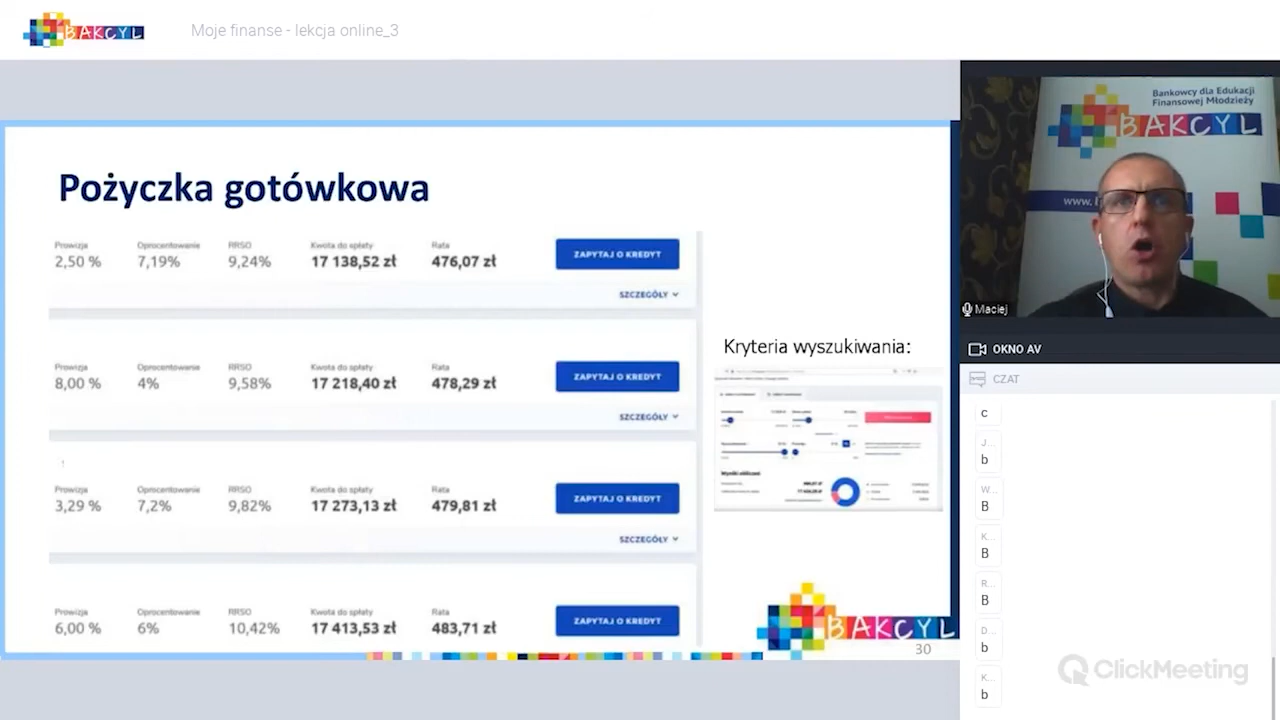 BAKCYL
Moje finanse - lekcja online_3
Pożyczka gotówkowa
Prowizja Oprocentowanie RRSO Kwota do spłaty Rata
2,50 % 7,19% 9,24% 17 138,52 zł 476,07 zł
ZAPYTAJ O KREDYT
SZCZEGÓŁY
Prowizja Oprocentowanie RRSO Kwota do spłaty Rata
8,00 % 4% 9,58% 17 218,40 zł 478,29 zł
ZAPYTAJ O KREDYT
SZCZEGÓŁY
Prowizja Oprocentowanie RRSO Kwota do spłaty Rata
3,29 % 7,2% 9,82% 17 273,13 zł 479,81 zł
ZAPYTAJ O KREDYT
SZCZEGÓŁY
Prowizja Oprocentowanie RRSO Kwota do spłaty Rata
6,00 % 6% 10,42% 17 413,53 zł 483,71 zł
ZAPYTAJ O KREDYT
Kryteria wyszukiwania:
BAKCYL
30
Bankowcy dla Edukacji
Finansowej Młodzieży
BAKCYL
www.
Maciej
OKNO AV
CZAT
c
J...
b
W...
B
K...
B
R...
B
D...
b
K...
b
ClickMeeting